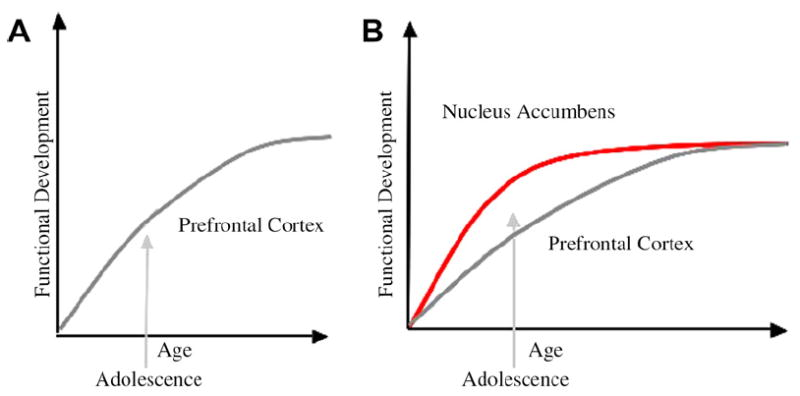 A
Functional Development
Prefrontal Cortex
Age
Adolescence
B
Functional Development
Nucleus Accumbens
Prefrontal Cortex
Age
Adolescence